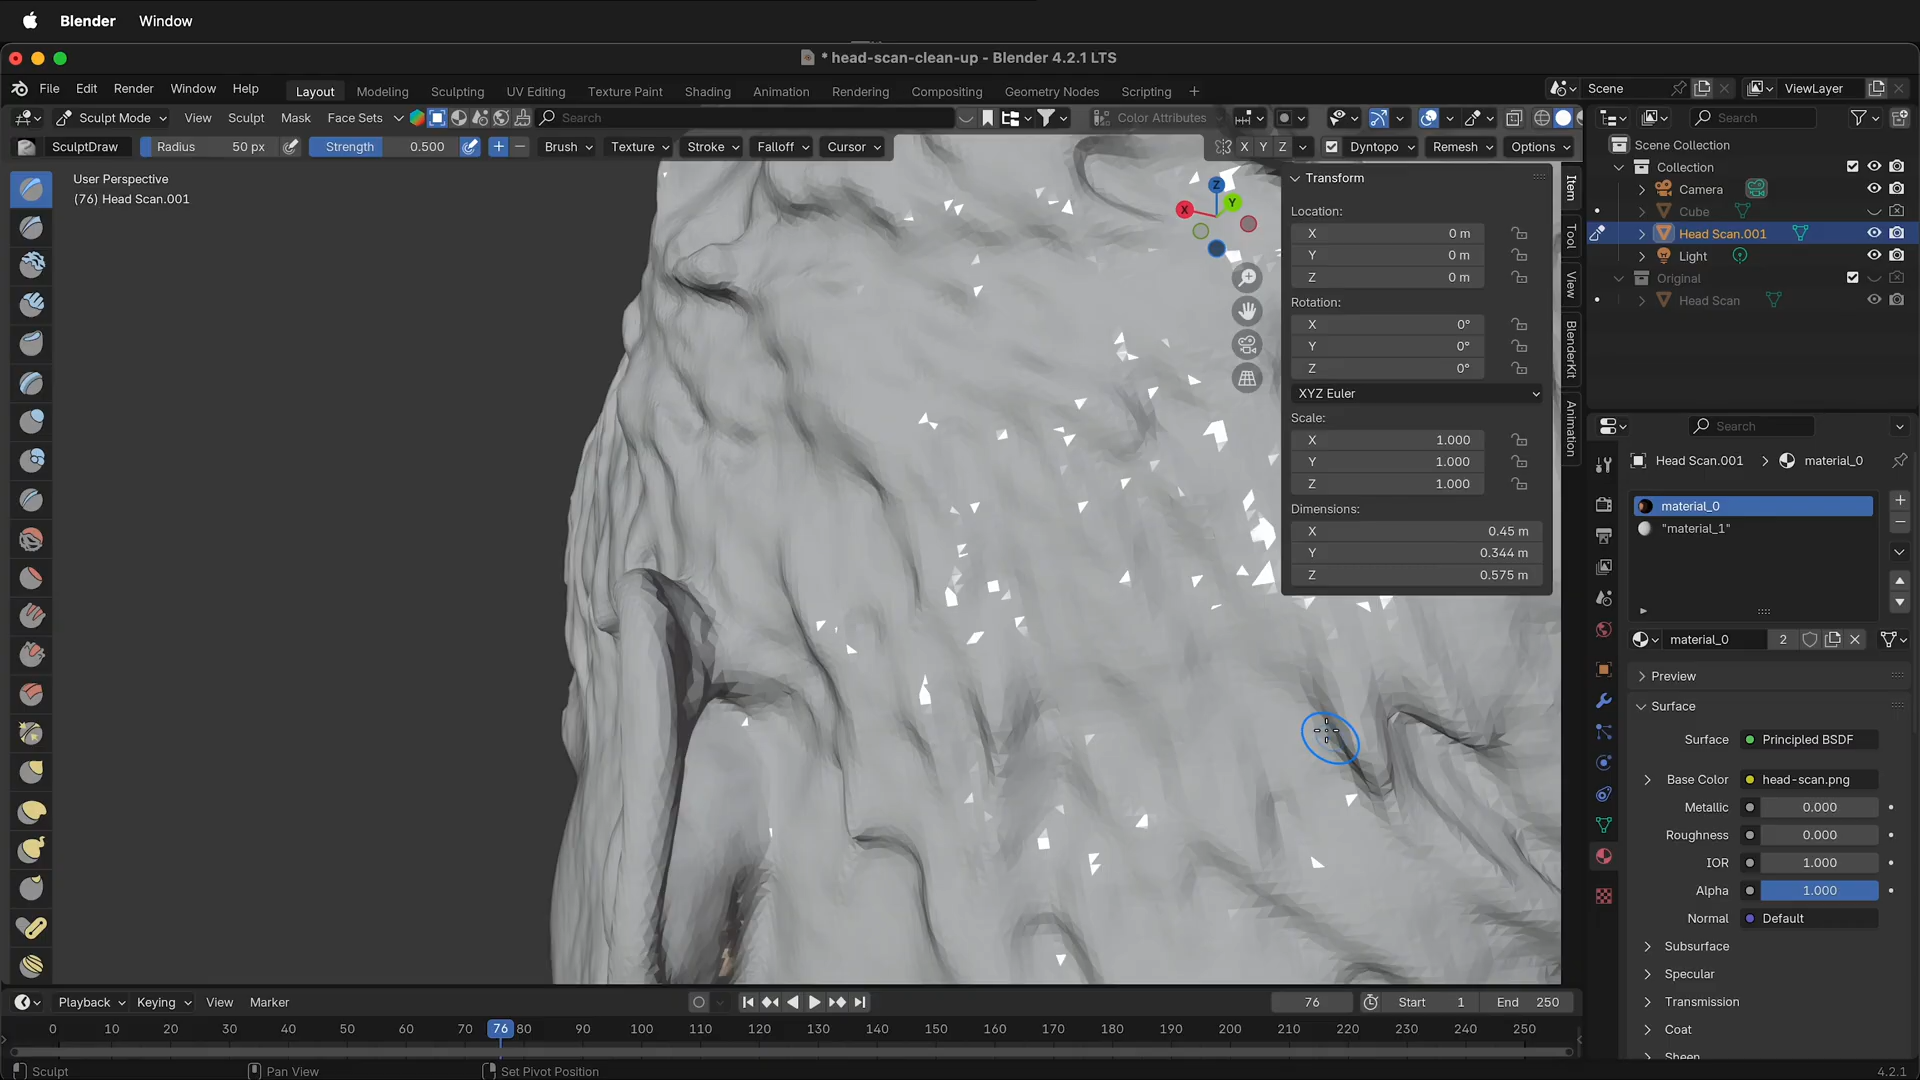 Blender Window
* head-scan-clean-up - Blender 4.2.1 LTS
File Edit Render Window Help Layout Modeling Sculpting UV Editing Texture Paint Shading Animation Rendering Compositing Geometry Nodes Scripting + Scene ViewLayer
Sculpt Mode View Sculpt Mask Face Sets Search Color Attributes Search
SculptDraw Radius 50 px Strength 0.500 Brush Texture Stroke Falloff Cursor X Y Z Dyntopo Remesh Options
User Perspective
(76) Head Scan.001
Z
Y
X
Transform
Location:
X 0 m
Y 0 m
Z 0 m
Rotation:
X 0°
Y 0°
Z 0°
XYZ Euler
Scale:
X 1.000
Y 1.000
Z 1.000
Dimensions:
X 0.45 m
Y 0.344 m
Z 0.575 m
Item
Tool
View
BlenderKit
Animation
Scene Collection
Collection
Camera
Cube
Head Scan.001
Light
Original
Head Scan
Search
Head Scan.001 material_0
material_0
"material_1"
material_0 2
Preview
Surface
Surface Principled BSDF
Base Color head-scan.png
Metallic 0.000
Roughness 0.000
IOR 1.000
Alpha 1.000
Normal Default
Subsurface
Specular
Transmission
Coat
Sheen
Playback Keying View Marker 76 Start 1 End 250
0 10 20 30 40 50 60 70 76 80 90 100 110 120 130 140 150 160 170 180 190 200 210 220 230 240 250
Sculpt Pan View Set Pivot Position 4.2.1